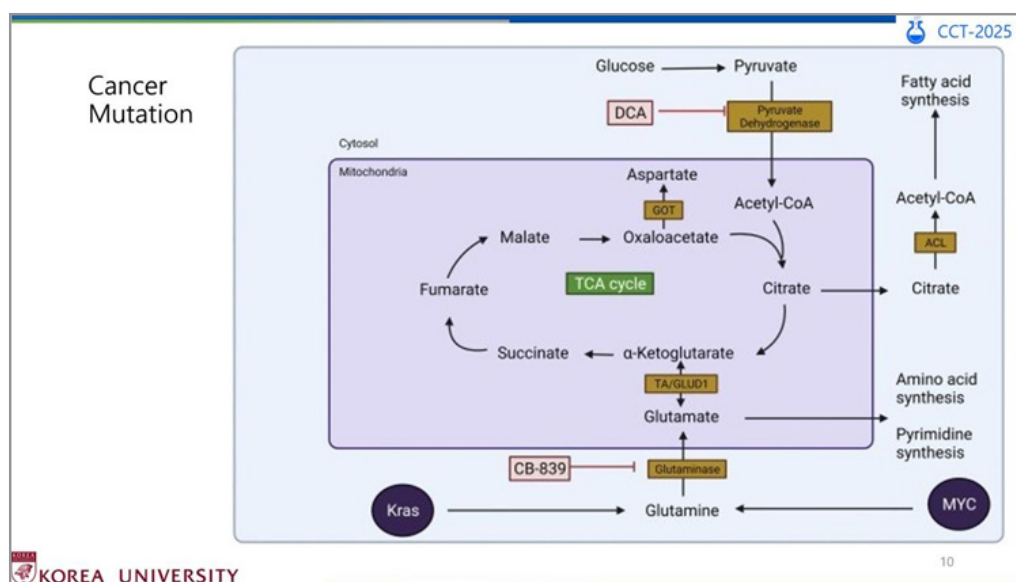 CCT-2025
Cancer
Mutation
Glucose
Pyruvate
Fatty acid
synthesis
DCA
Pyruvate
Dehydrogenase
Cytosol
Mitochondria
Aspartate
GOT
Acetyl-CoA
Acetyl-CoA
Malate
Oxaloacetate
ACL
TCA cycle
Fumarate
Citrate
Citrate
Succinate
α-Ketoglutarate
TA/GLUD1
Amino acid
synthesis
Glutamate
Pyrimidine
synthesis
CB-839
Glutaminase
Kras
Glutamine
MYC
10
KOREA
KOREA UNIVERSITY